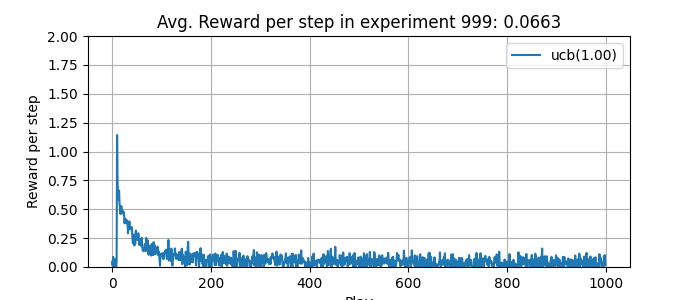 Avg. Reward per step in experiment 999: 0.0663
2.00
1.75
1.50
1.25
1.00
0.75
0.50
0.25
0.00
Reward per step
ucb(1.00)
0 200 400 600 800 1000
Play